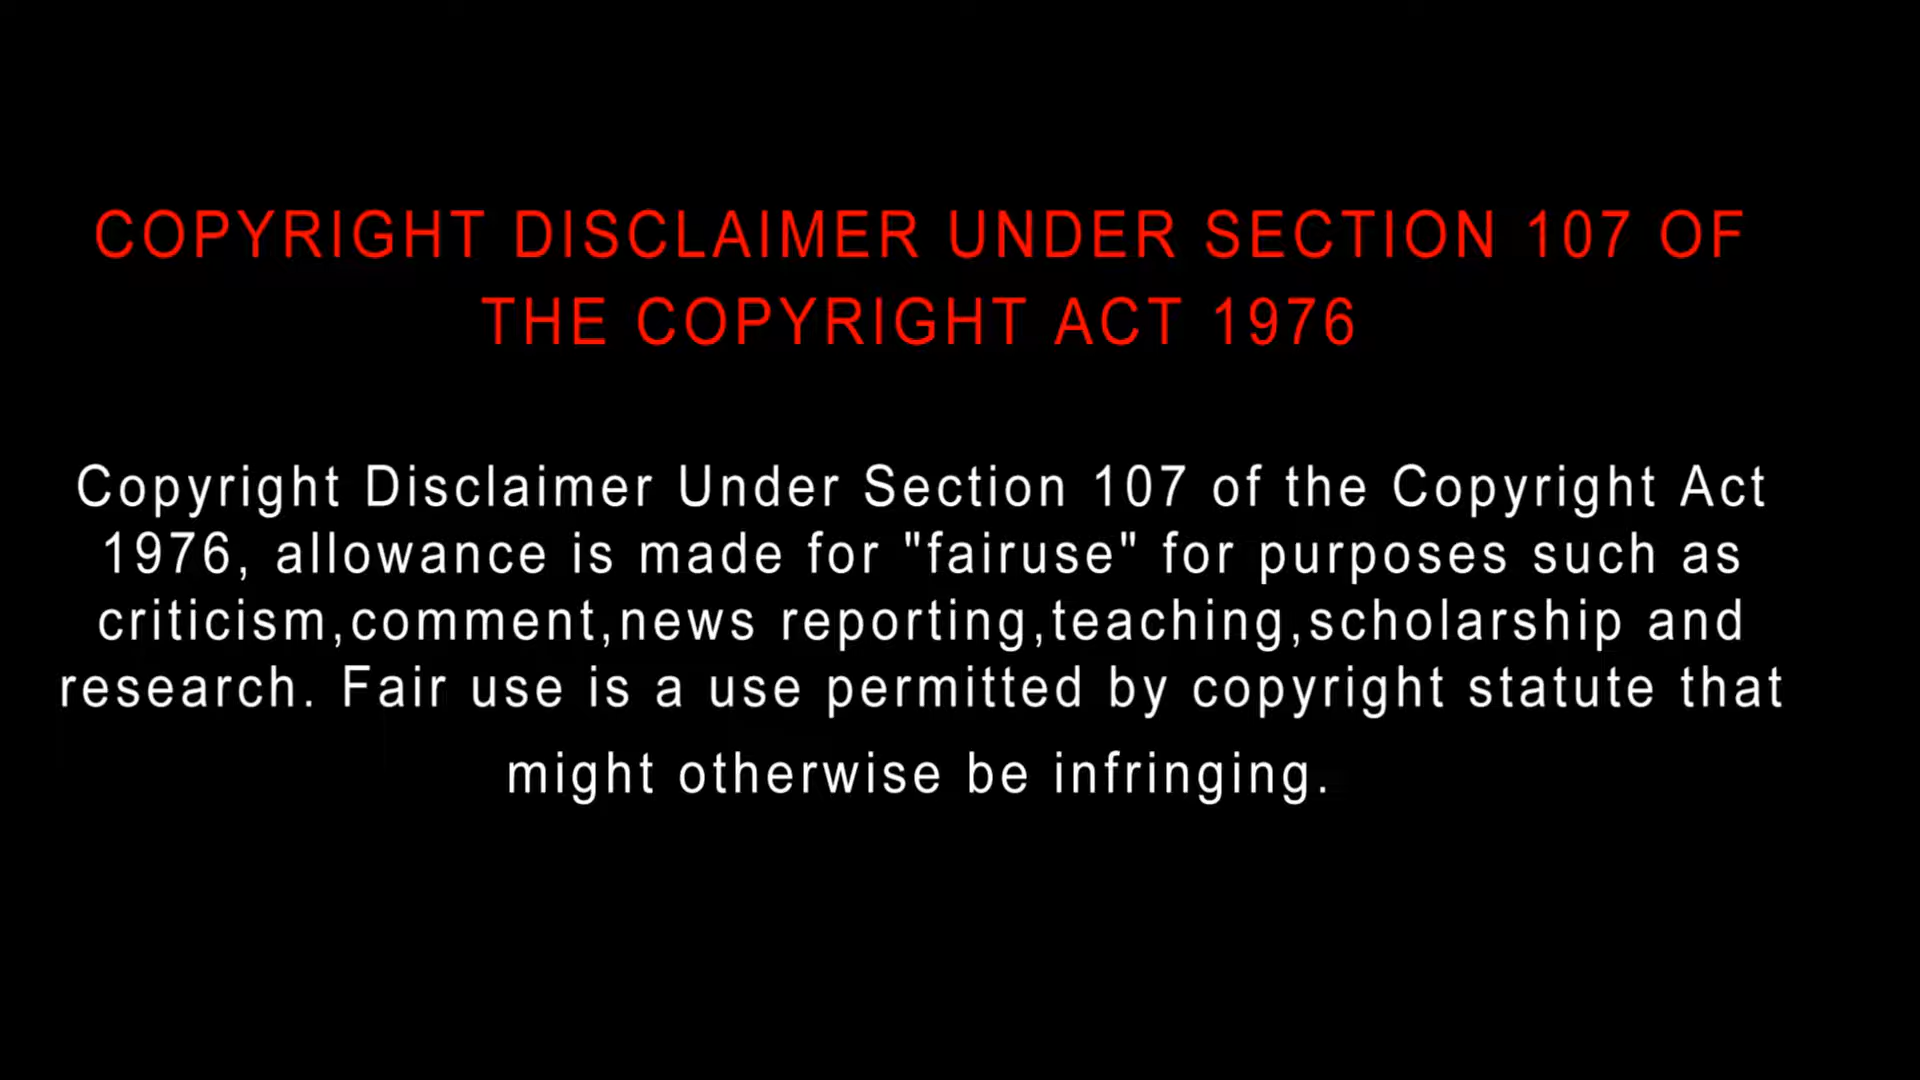 COPYRIGHT DISCLAIMER UNDER SECTION 107 OF
THE COPYRIGHT ACT 1976
Copyright Disclaimer Under Section 107 of the Copyright Act
1976, allowance is made for "fairuse" for purposes such as
criticism,comment,news reporting,teaching,scholarship and
research. Fair use is a use permitted by copyright statute that
might otherwise be infringing.